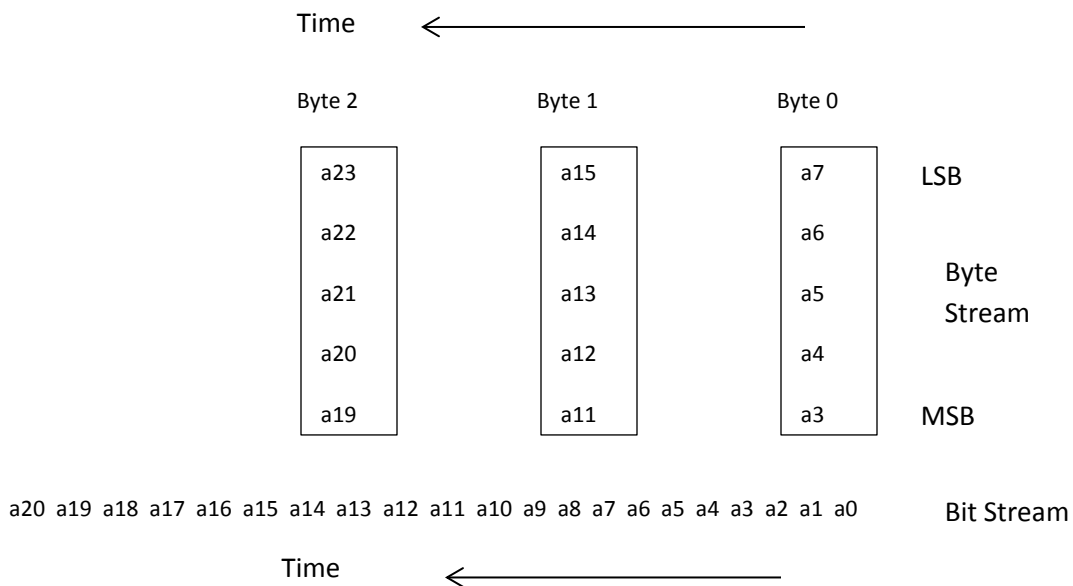 Time
Byte 2 Byte 1 Byte 0
a23 a15 a7 LSB
a22 a14 a6
Byte
a21 a13 a5
Stream
a20 a12 a4
a19 a11 a3 MSB
a20 a19 a18 a17 a16 a15 a14 a13 a12 a11 a10 a9 a8 a7 a6 a5 a4 a3 a2 a1 a0 Bit Stream
Time